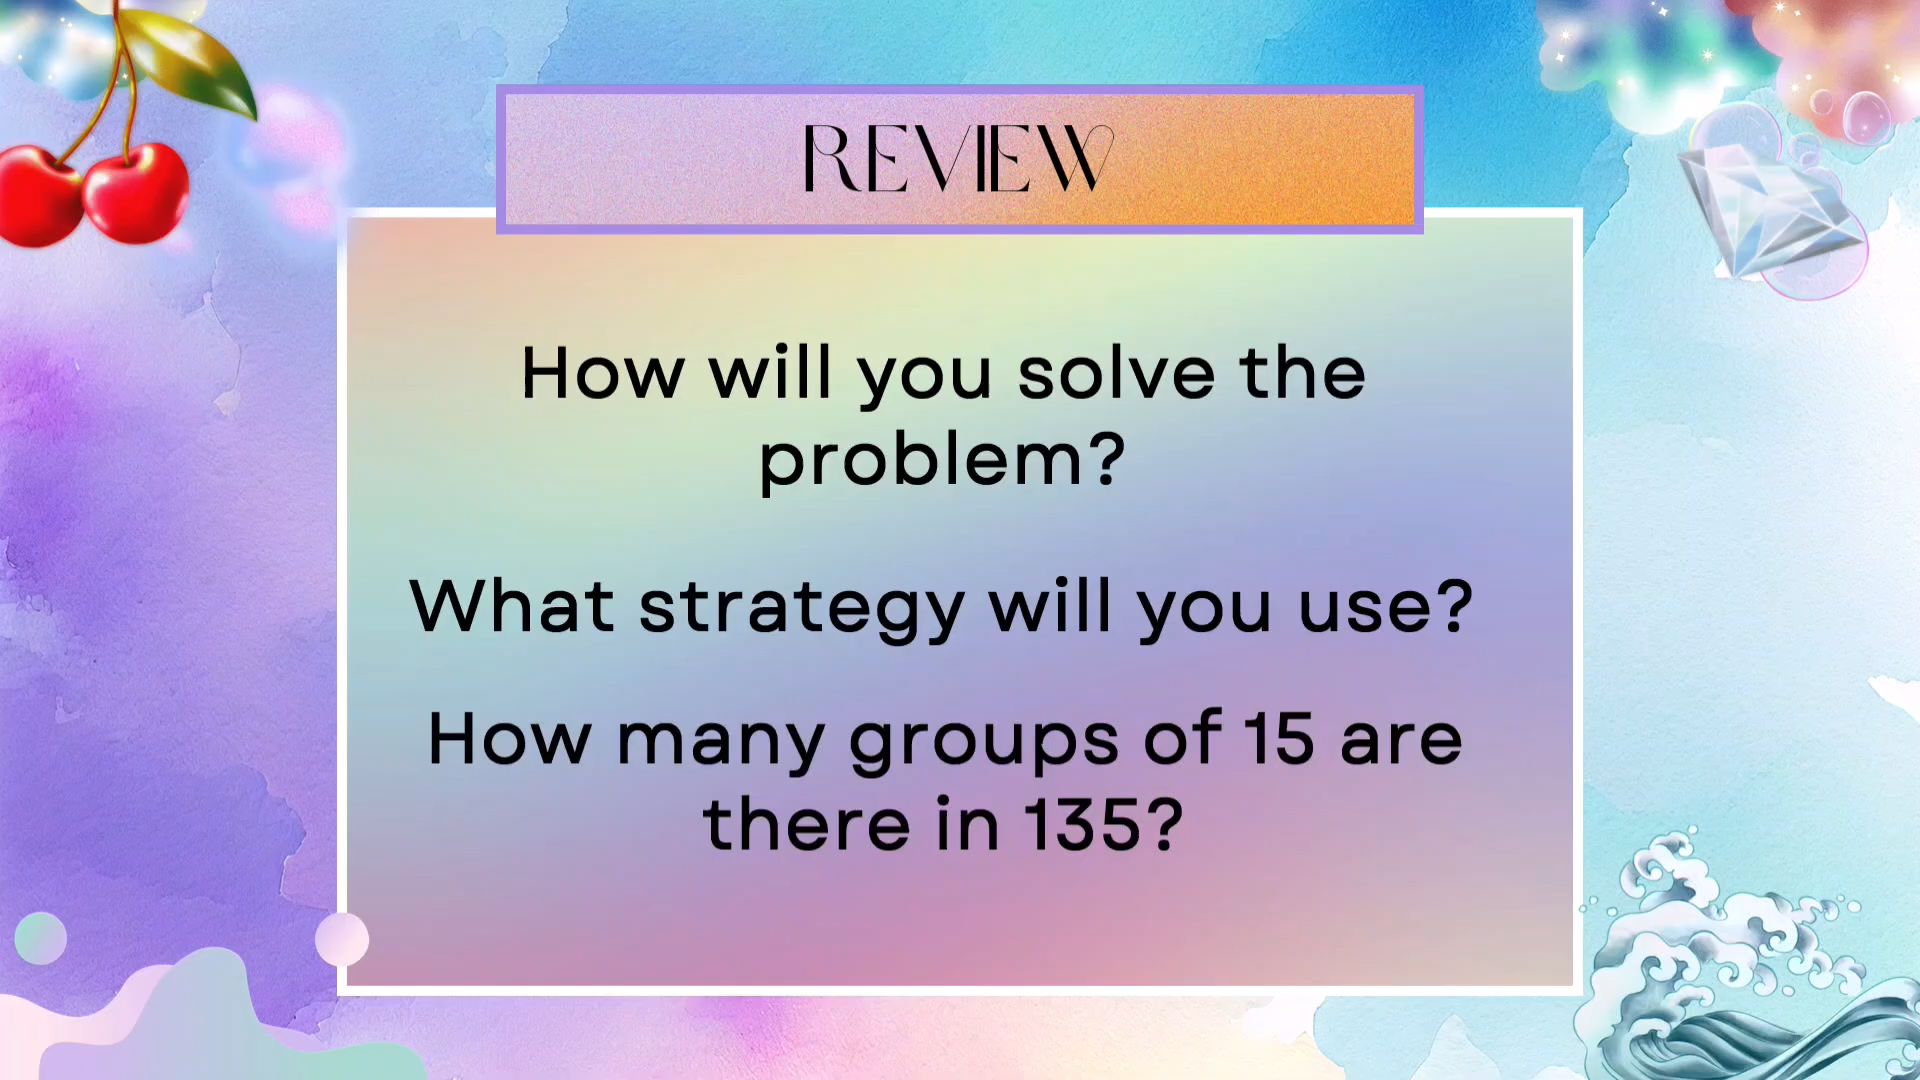 REVIEW
How will you solve the
problem?
What strategy will you use?
How many groups of 15 are
there in 135?